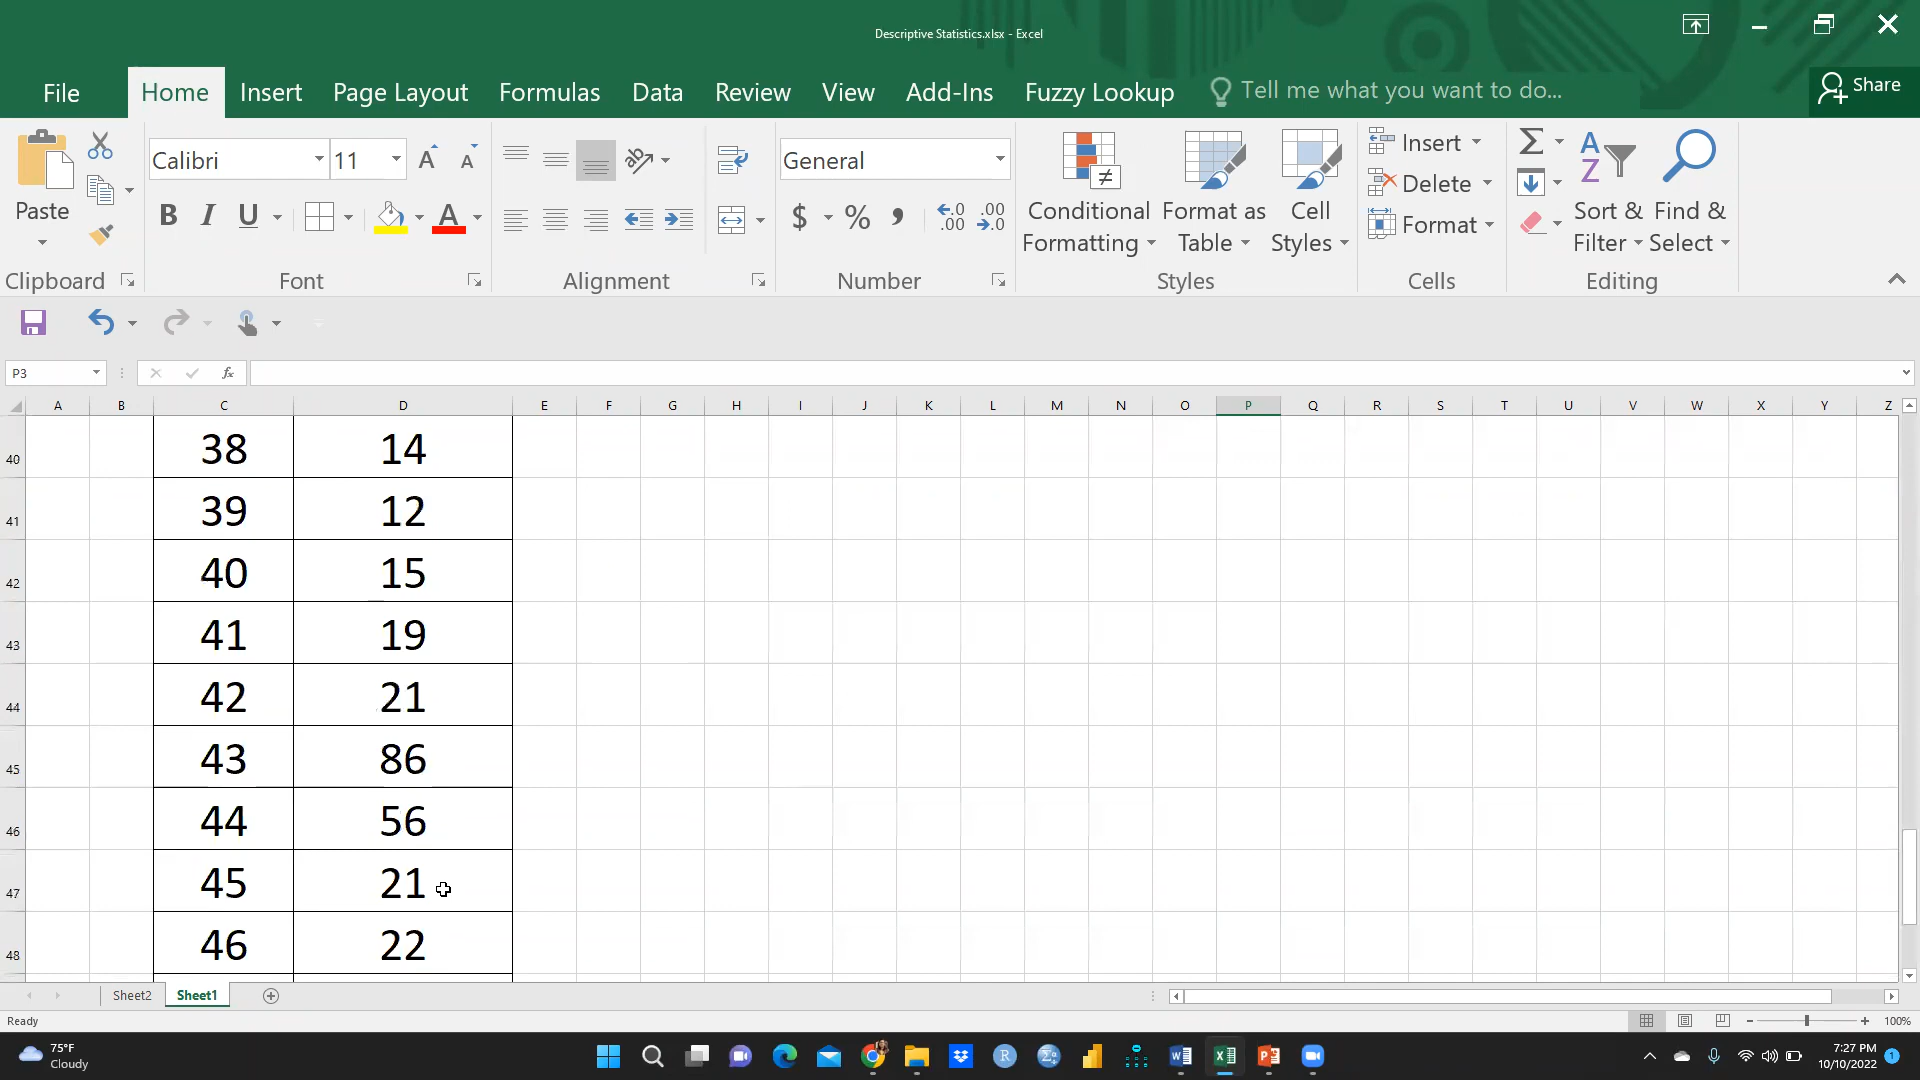 Descriptive Statistics.xlsx - Excel
File Home Insert Page Layout Formulas Data Review View Add-Ins Fuzzy Lookup Tell me what you want to do... Share
Paste
Calibri 11
B I U A
General
$ % , .00 .00
Conditional Formatting
Format as Table
Cell Styles
Insert
Delete
Format
Sort & Filter
Find & Select
Clipboard Font Alignment Number Styles Cells Editing
P3 fx
A B C D E F G H I J K L M N O P Q R S T U V W X Y Z
40 38 14
41 39 12
42 40 15
43 41 19
44 42 21
45 43 86
46 44 56
47 45 21
48 46 22
Sheet2 Sheet1
Ready 100%
75°F
Cloudy
7:27 PM
10/10/2022